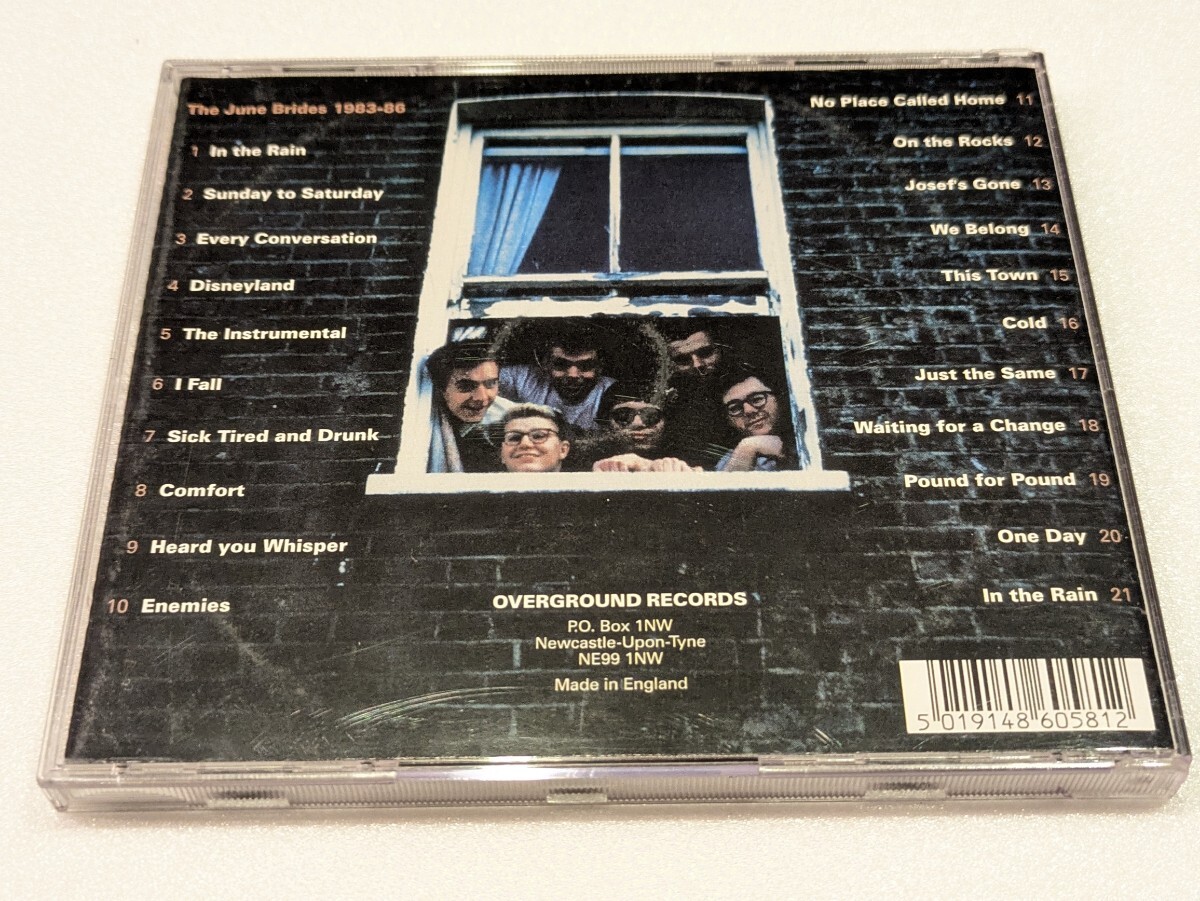 The June Brides 1983-86
1 In the Rain
2 Sunday to Saturday
3 Every Conversation
4 Disneyland
5 The Instrumental
6 I Fall
7 Sick Tired and Drunk
8 Comfort
9 Heard you Whisper
10 Enemies
No Place Called Home 11
On the Rocks 12
Josef's Gone 13
We Belong 14
This Town 15
Cold 16
Just the Same 17
Waiting for a Change 18
Pound for Pound 19
One Day 20
In the Rain 21
OVERGROUND RECORDS
P.O. Box 1NW
Newcastle-Upon-Tyne
NE99 1NW
Made in England
5 019148 605812